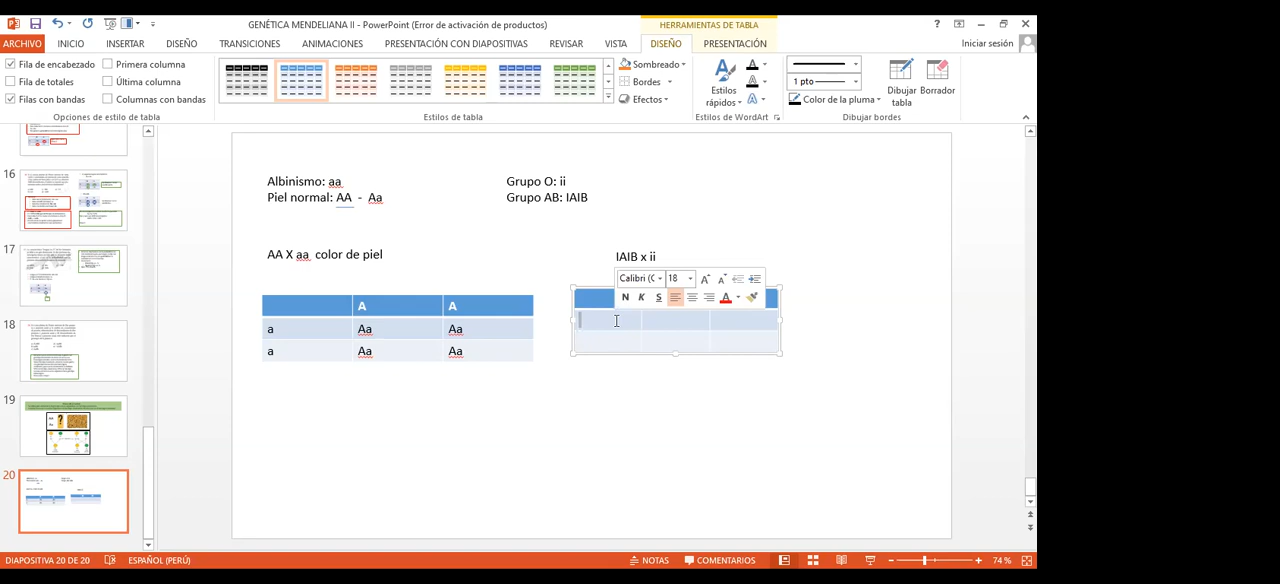 GENÉTICA MENDELIANA II - PowerPoint (Error de activación de productos)
HERRAMIENTAS DE TABLA
ARCHIVO INICIO INSERTAR DISEÑO TRANSICIONES ANIMACIONES PRESENTACIÓN CON DIAPOSITIVAS REVISAR VISTA DISEÑO PRESENTACIÓN Iniciar sesión
Fila de encabezado Primera columna
Fila de totales Última columna
Filas con bandas Columnas con bandas
Opciones de estilo de tabla
Sombreado
Bordes
Efectos
Estilos de tabla
Estilos rápidos
Estilos de WordArt
1 pto
Color de la pluma
Dibujar tabla
Borrador
Dibujar bordes
16
17
18
19
20
Albinismo: aa
Piel normal: AA - Aa
Grupo O: ii
Grupo AB: IAIB
AA X aa color de piel
IAIB x ii
Calibri (C 18
N K S A
A A
a Aa Aa
a Aa Aa
DIAPOSITIVA 20 DE 20 ESPAÑOL (PERÚ) NOTAS COMENTARIOS 74 %